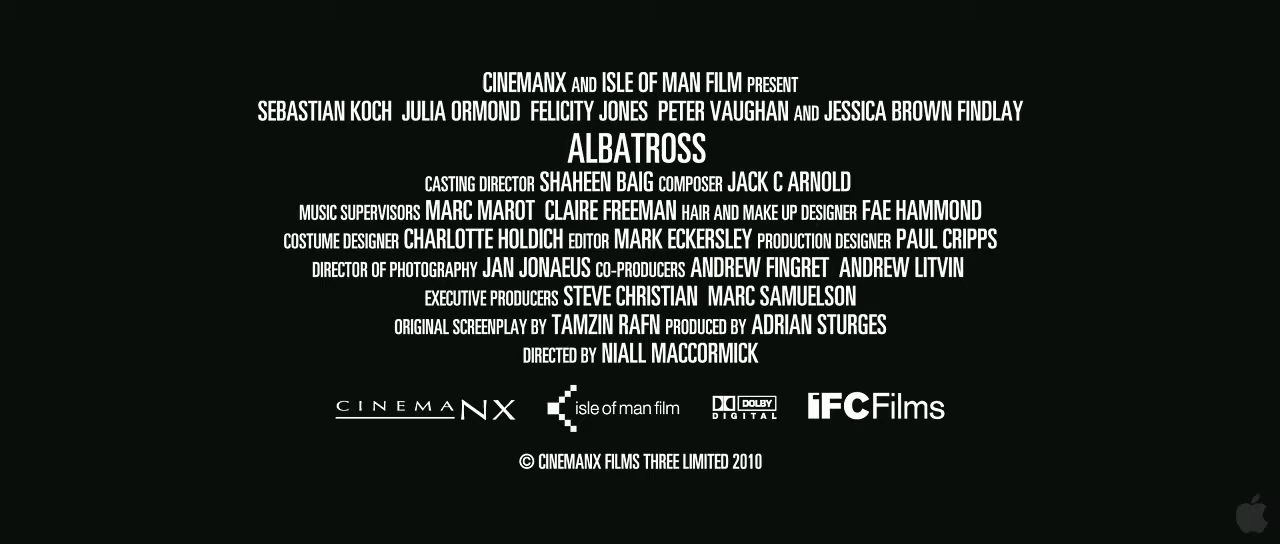 CINEMANX AND ISLE OF MAN FILM PRESENT
SEBASTIAN KOCH JULIA ORMOND FELICITY JONES PETER VAUGHAN AND JESSICA BROWN FINDLAY
ALBATROSS
CASTING DIRECTOR SHAHEEN BAIG COMPOSER JACK C ARNOLD
MUSIC SUPERVISORS MARC MAROT CLAIRE FREEMAN HAIR AND MAKE UP DESIGNER FAE HAMMOND
COSTUME DESIGNER CHARLOTTE HOLDICH EDITOR MARK ECKERSLEY PRODUCTION DESIGNER PAUL CRIPPS
DIRECTOR OF PHOTOGRAPHY JAN JONAEUS CO-PRODUCERS ANDREW FINGRET ANDREW LITVIN
EXECUTIVE PRODUCERS STEVE CHRISTIAN MARC SAMUELSON
ORIGINAL SCREENPLAY BY TAMZIN RAFN PRODUCED BY ADRIAN STURGES
DIRECTED BY NIALL MACCORMICK
CINEMANX isle of man film DOLBY DIGITAL IFC Films
© CINEMANX FILMS THREE LIMITED 2010